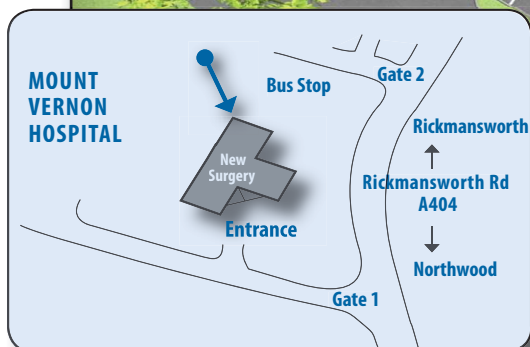 MOUNT
VERNON
HOSPITAL
Bus Stop
Gate 2
New
Surgery
Entrance
Rickmansworth
Rickmansworth Rd
A404
Northwood
Gate 1